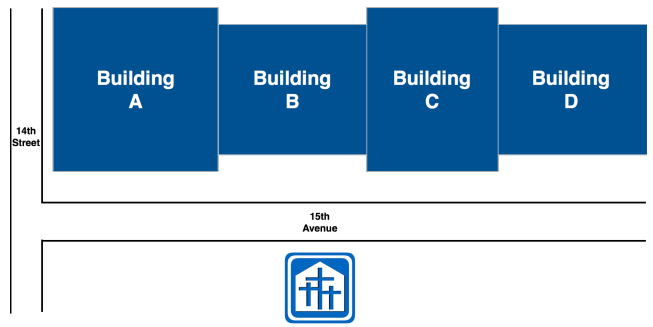 Building
A
Building
B
Building
C
Building
D
14th
Street
15th
Avenue